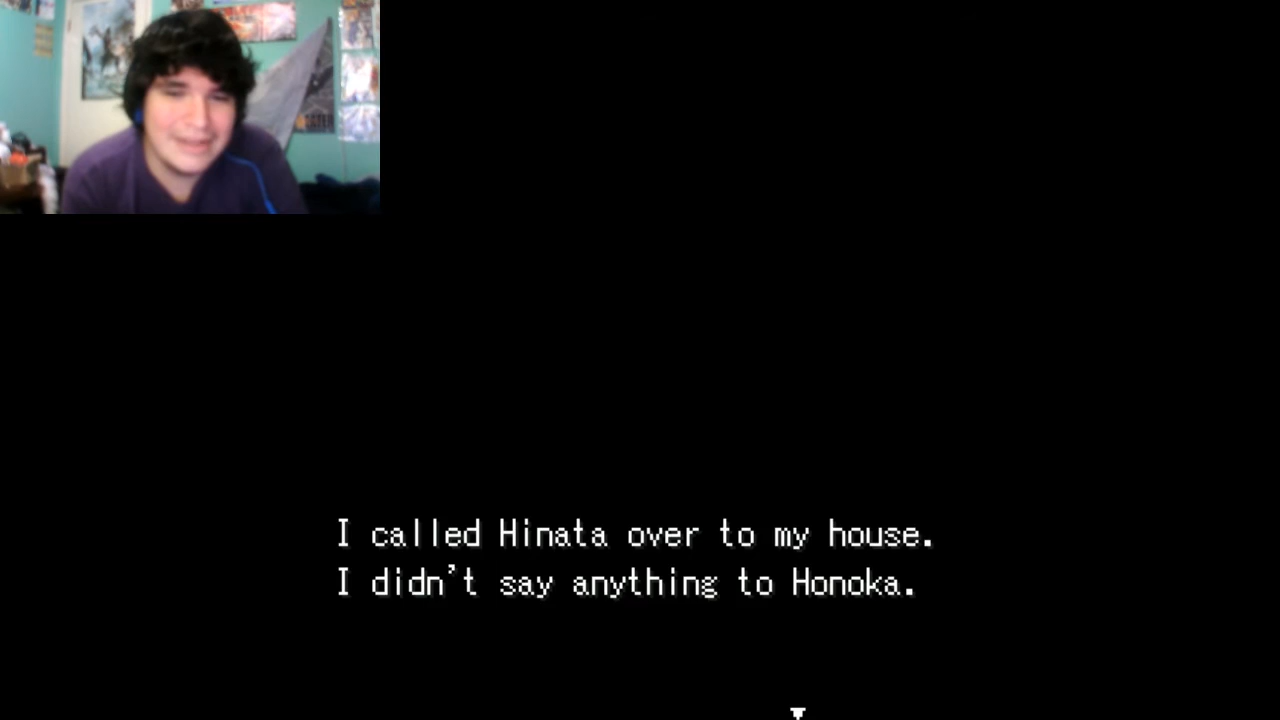 I called Hinata over to my house.
I didn't say anything to Honoka.